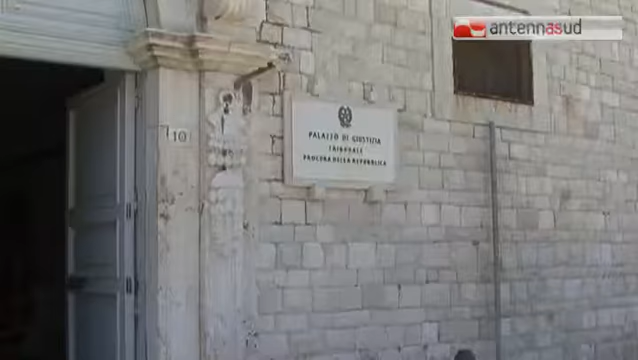 antennasud
10
PALAZZO DI GIUSTIZIA
TRIBUNALE
PROCURA DELLA REPUBBLICA